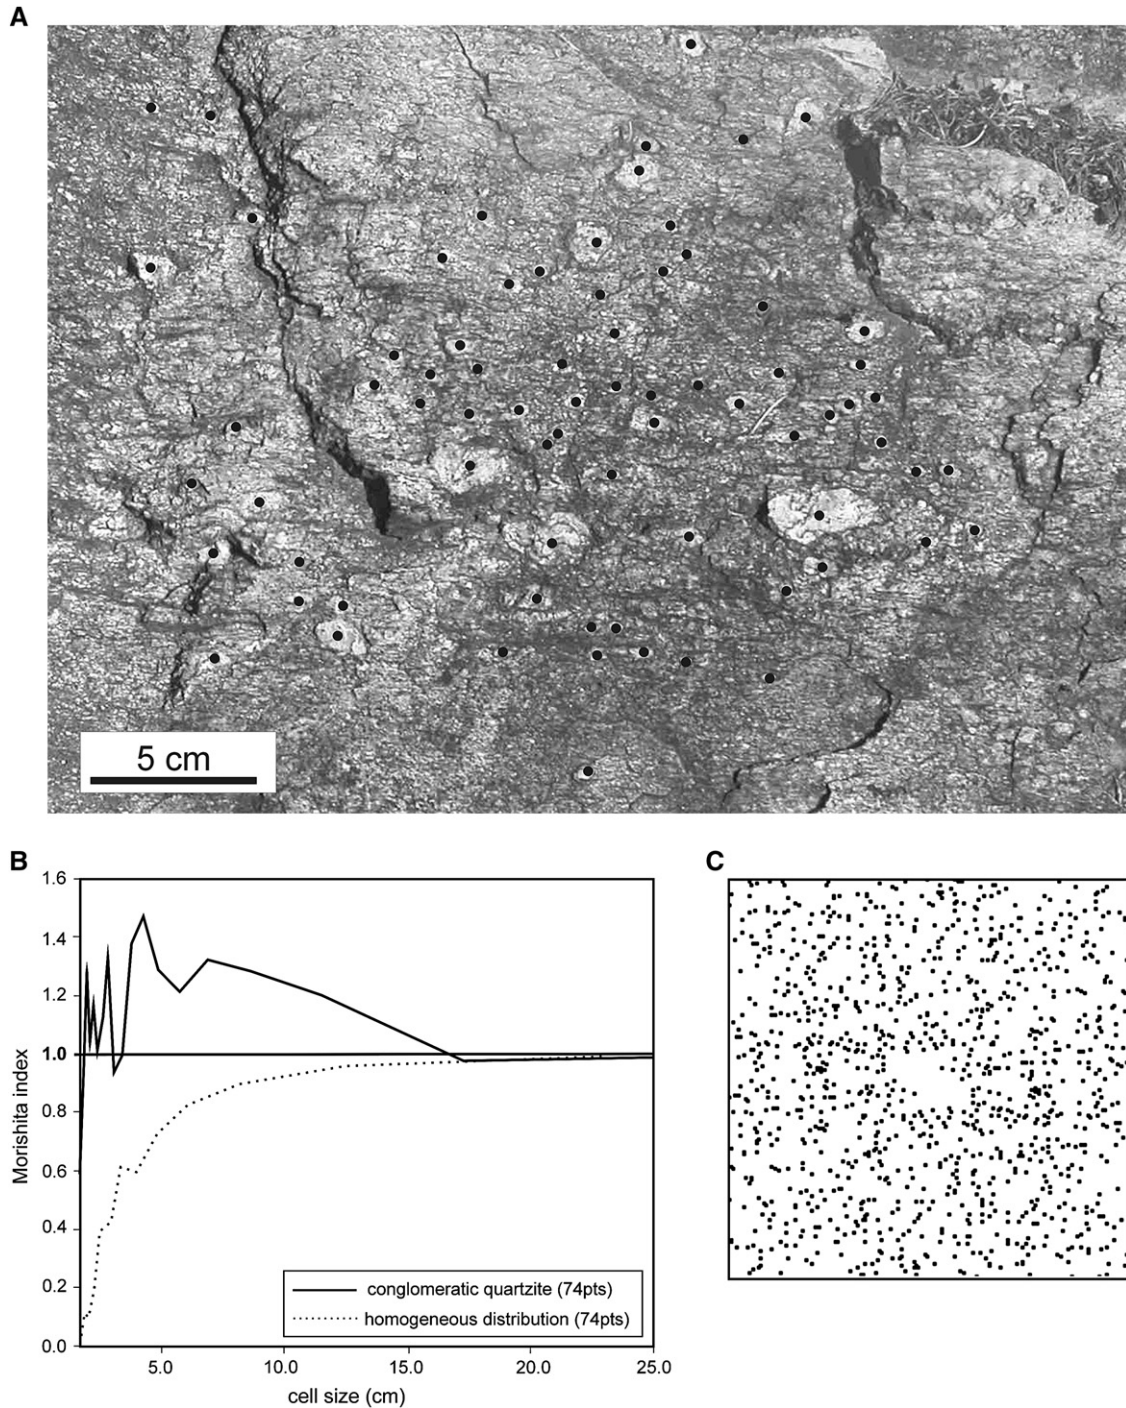 A
5 cm
B
C
1.6
1.4
1.2
1.0
0.8
0.6
0.4
0.2
0.0
Morishita index
conglomeratic quartzite (74pts)
homogeneous distribution (74pts)
5.0 10.0 15.0 20.0 25.0
cell size (cm)